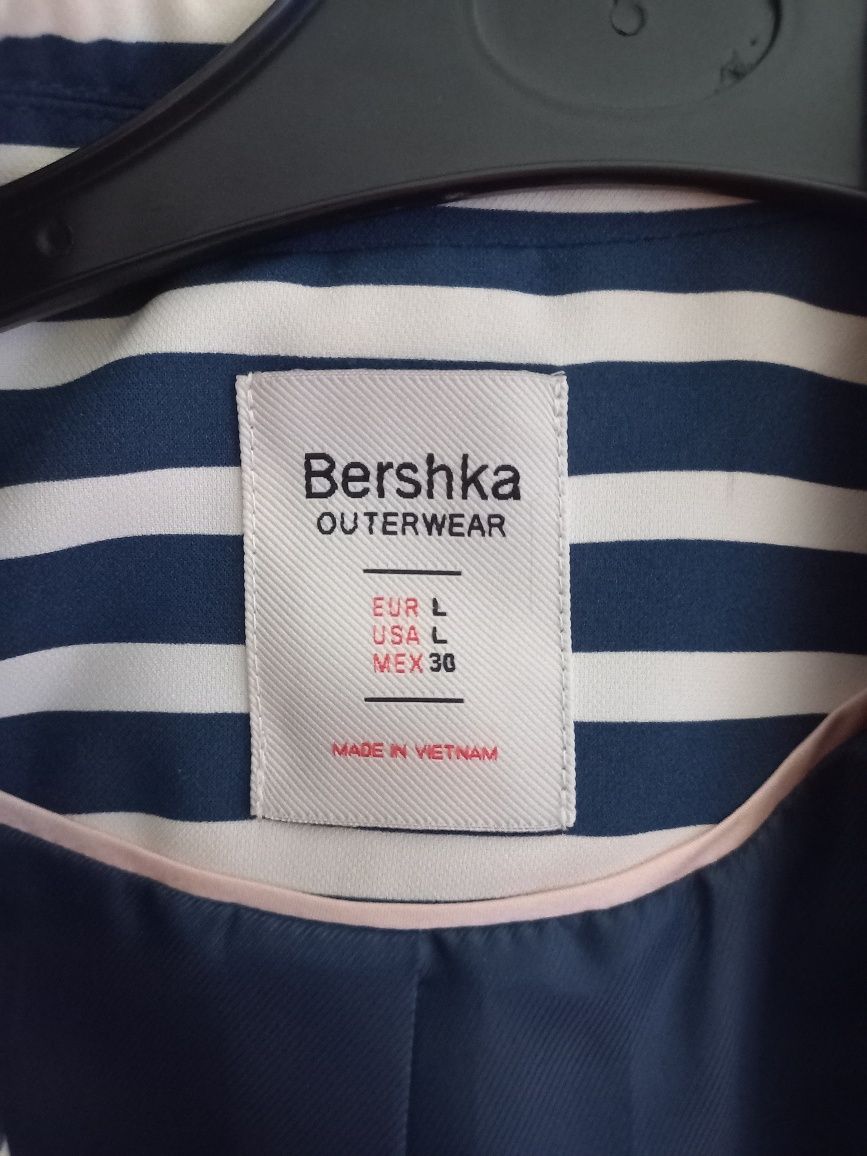 Bershka
OUTERWEAR
EUR L
USA L
MEX 30
MADE IN VIETNAM